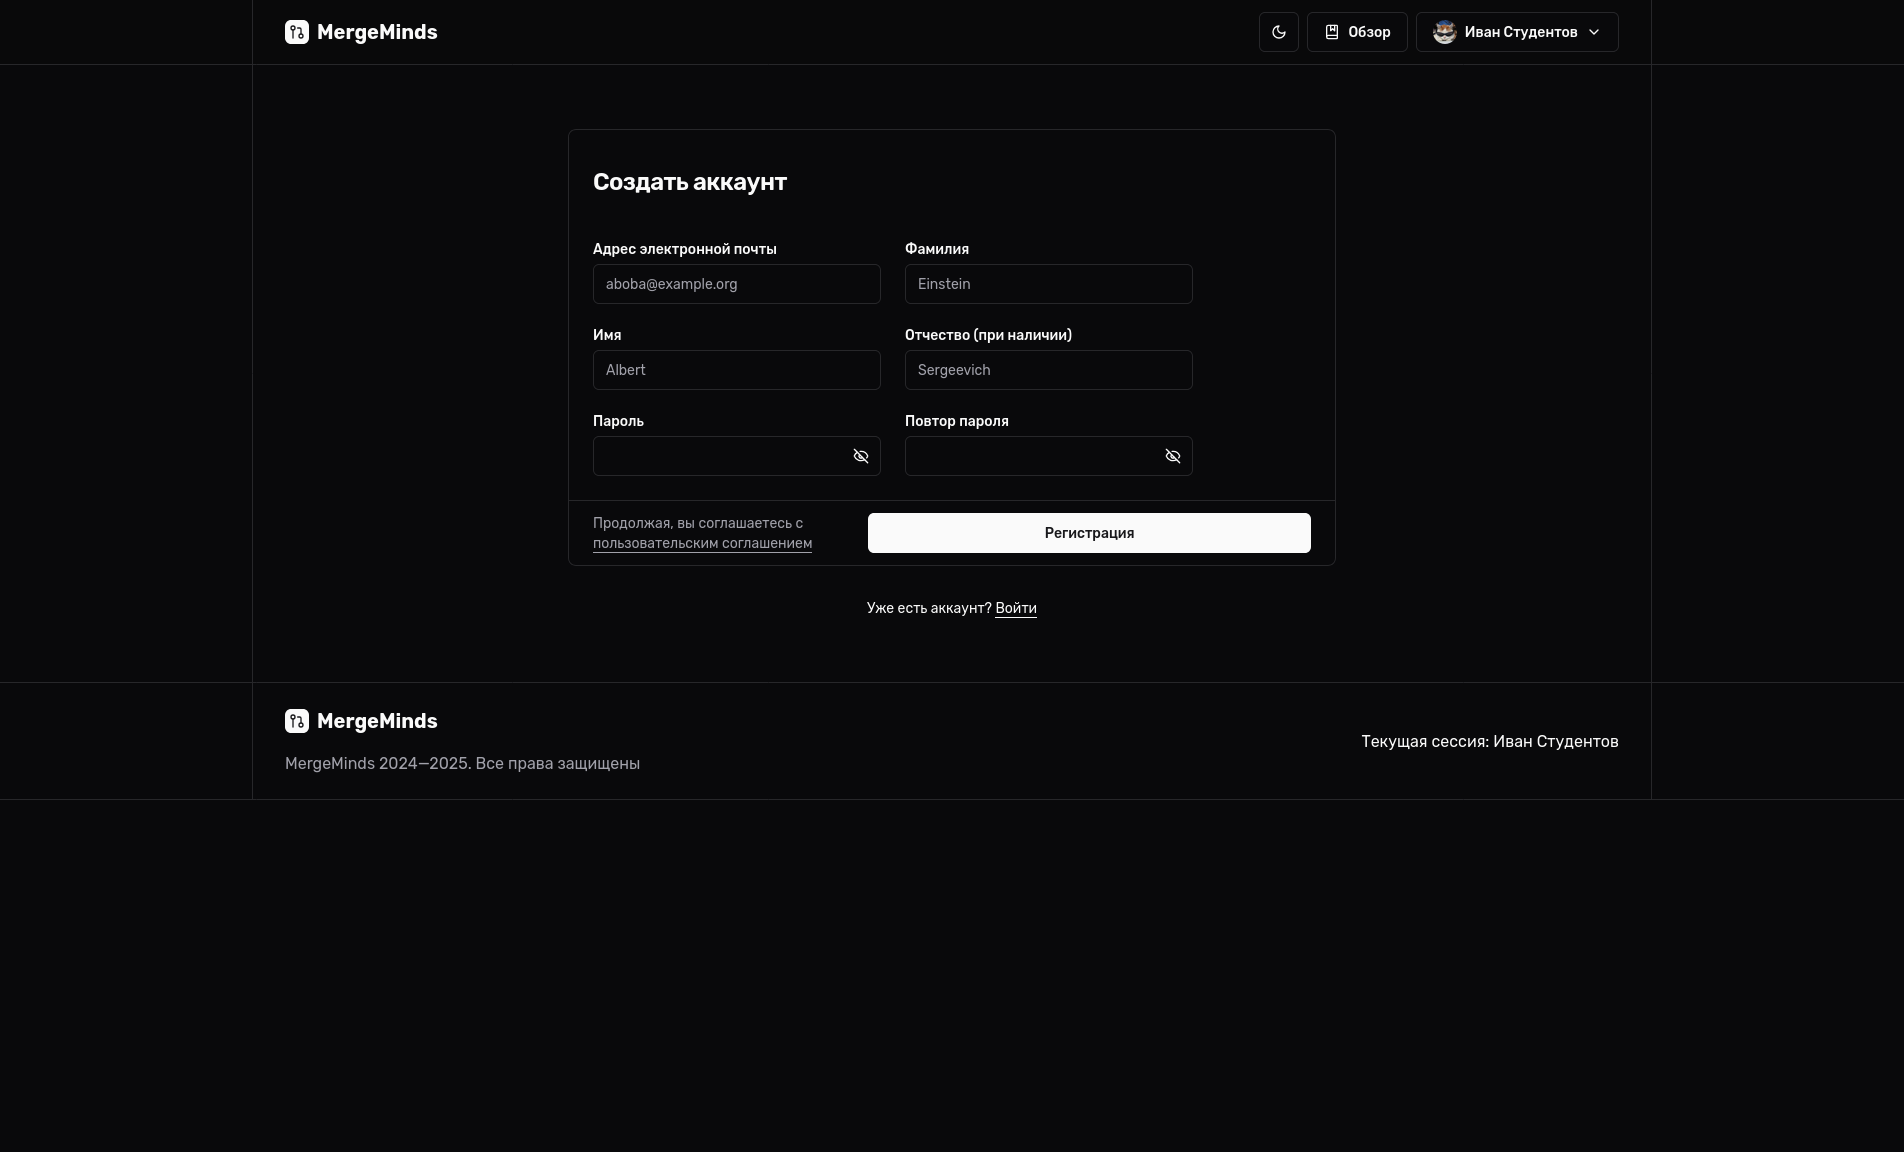 MergeMinds
Обзор
Иван Студентов
Создать аккаунт
Адрес электронной почты
Фамилия
aboba@example.org
Einstein
Имя
Отчество (при наличии)
Albert
Sergeevich
Пароль
Повтор пароля
Продолжая, вы соглашаетесь с
пользовательским соглашением
Регистрация
Уже есть аккаунт? Войти
MergeMinds
Текущая сессия: Иван Студентов
MergeMinds 2024—2025. Все права защищены